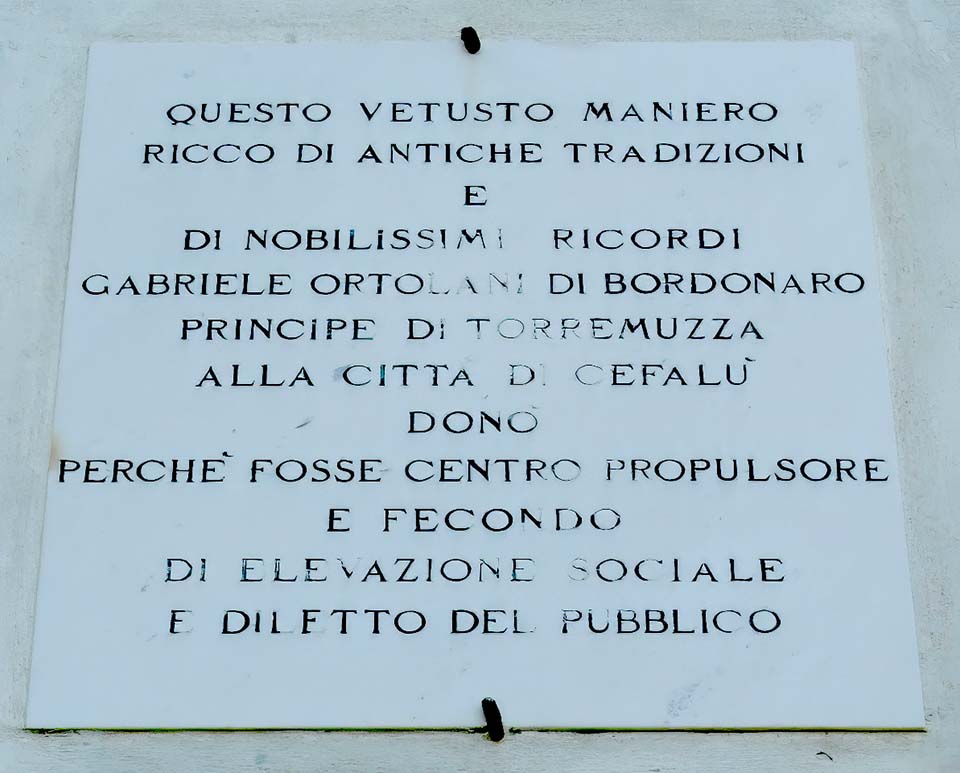 QUESTO VETUSTO MANIERO
RICCO DI ANTICHE TRADIZIONI
E
DI NOBILISSIMI RICORDI
GABRIELE ORTOLANI DI BORDONARO
PRINCIPE DI TORREMUZZA
ALLA CITTA DI CEFALÙ
DONO
PERCHÈ FOSSE CENTRO PROPULSORE
E FECONDO
DI ELEVAZIONE SOCIALE
E DILETTO DEL PUBBLICO